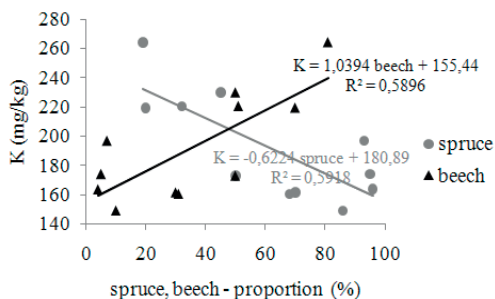 280
260
240
220
200
180
160
140
K (mg/kg)
K = 1,0394 beech + 155,44
R² = 0,5896
K = -0,6224 spruce + 180,89
R² = 0,5918
spruce
beech
0 20 40 60 80 100
spruce, beech - proportion (%)